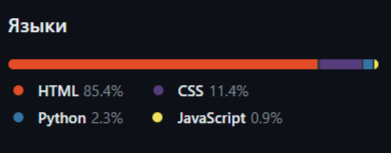 Языки
HTML 85.4% CSS 11.4%
Python 2.3% JavaScript 0.9%